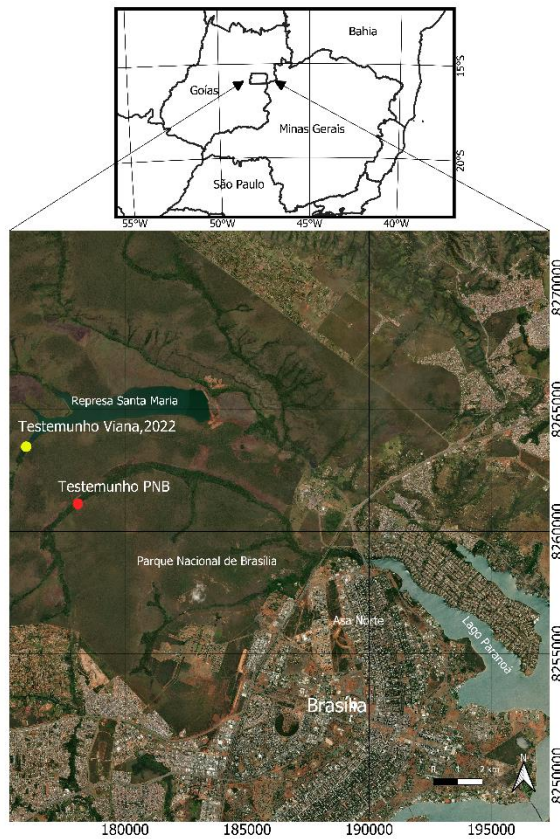 Bahia
15°S
Goías
Minas Gerais
20°S
São Paulo
55°W
50°W
45°W
40°W
8270000
Represa Santa Maria
8265000
Testemunho Viana,2022
Testemunho PNB
8260000
Parque Nacional de Brasília
Asa Norte
Lago Paranoá
8255000
Brasília
0 1 2 km
N
8250000
180000
185000
190000
195000